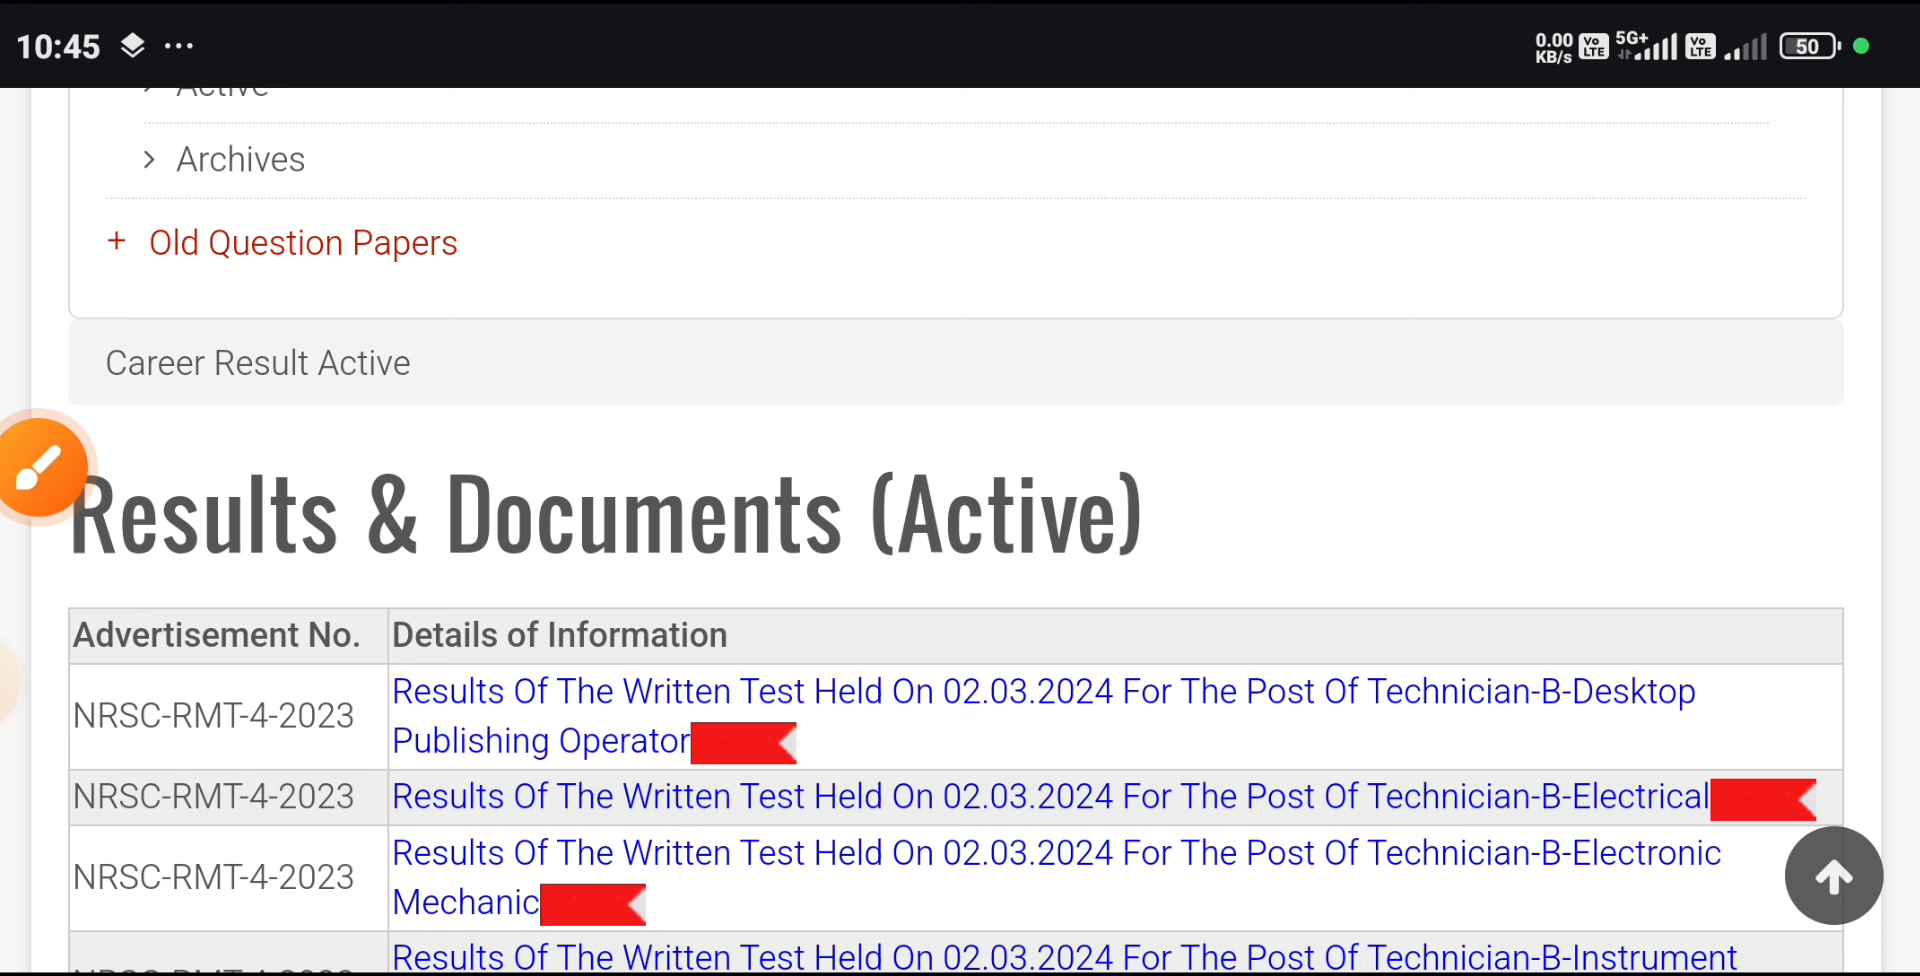 10:45
0.00 KB/s Vo LTE 5G+ Vo LTE 50
Active
Archives
+ Old Question Papers
Career Result Active
Results & Documents (Active)
Advertisement No. Details of Information
NRSC-RMT-4-2023 Results Of The Written Test Held On 02.03.2024 For The Post Of Technician-B-Desktop
Publishing Operator
NRSC-RMT-4-2023 Results Of The Written Test Held On 02.03.2024 For The Post Of Technician-B-Electrical
NRSC-RMT-4-2023 Results Of The Written Test Held On 02.03.2024 For The Post Of Technician-B-Electronic
Mechanic
Results Of The Written Test Held On 02.03.2024 For The Post Of Technician-B-Instrument